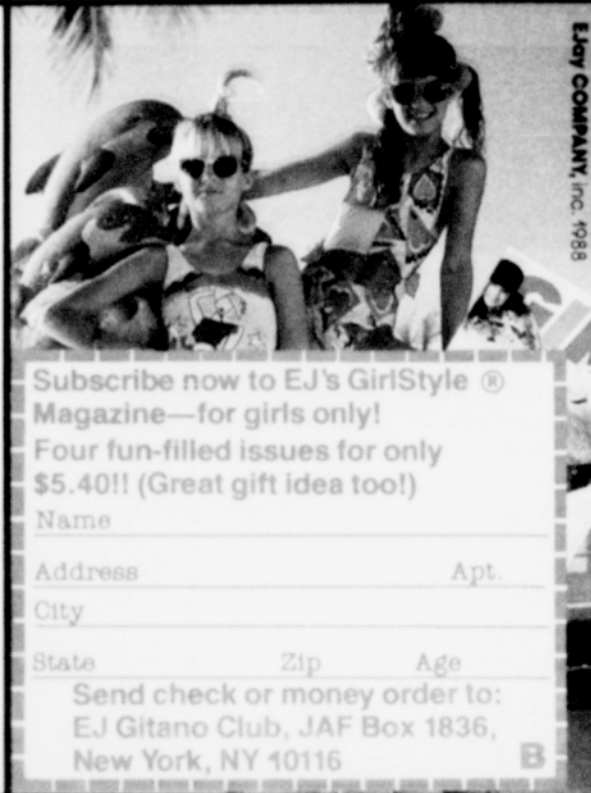 EJay COMPANY, inc. 1988
Subscribe now to EJ's GirlStyle ®
Magazine—for girls only!
Four fun-filled issues for only
$5.40!! (Great gift idea too!)
Name
Address Apt.
City
State Zip Age
Send check or money order to:
EJ Gitano Club, JAF Box 1836,
New York, NY 10116
B